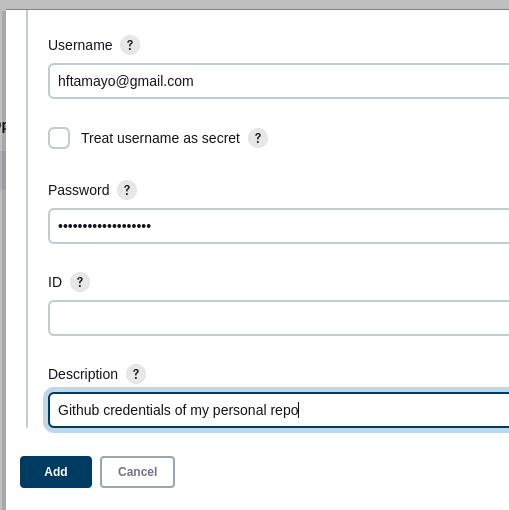 Username ?
hftamayo@gmail.com
Treat username as secret ?
Password ?
•••••••••••••••••••
ID ?
Description ?
Github credentials of my personal repo
Add Cancel